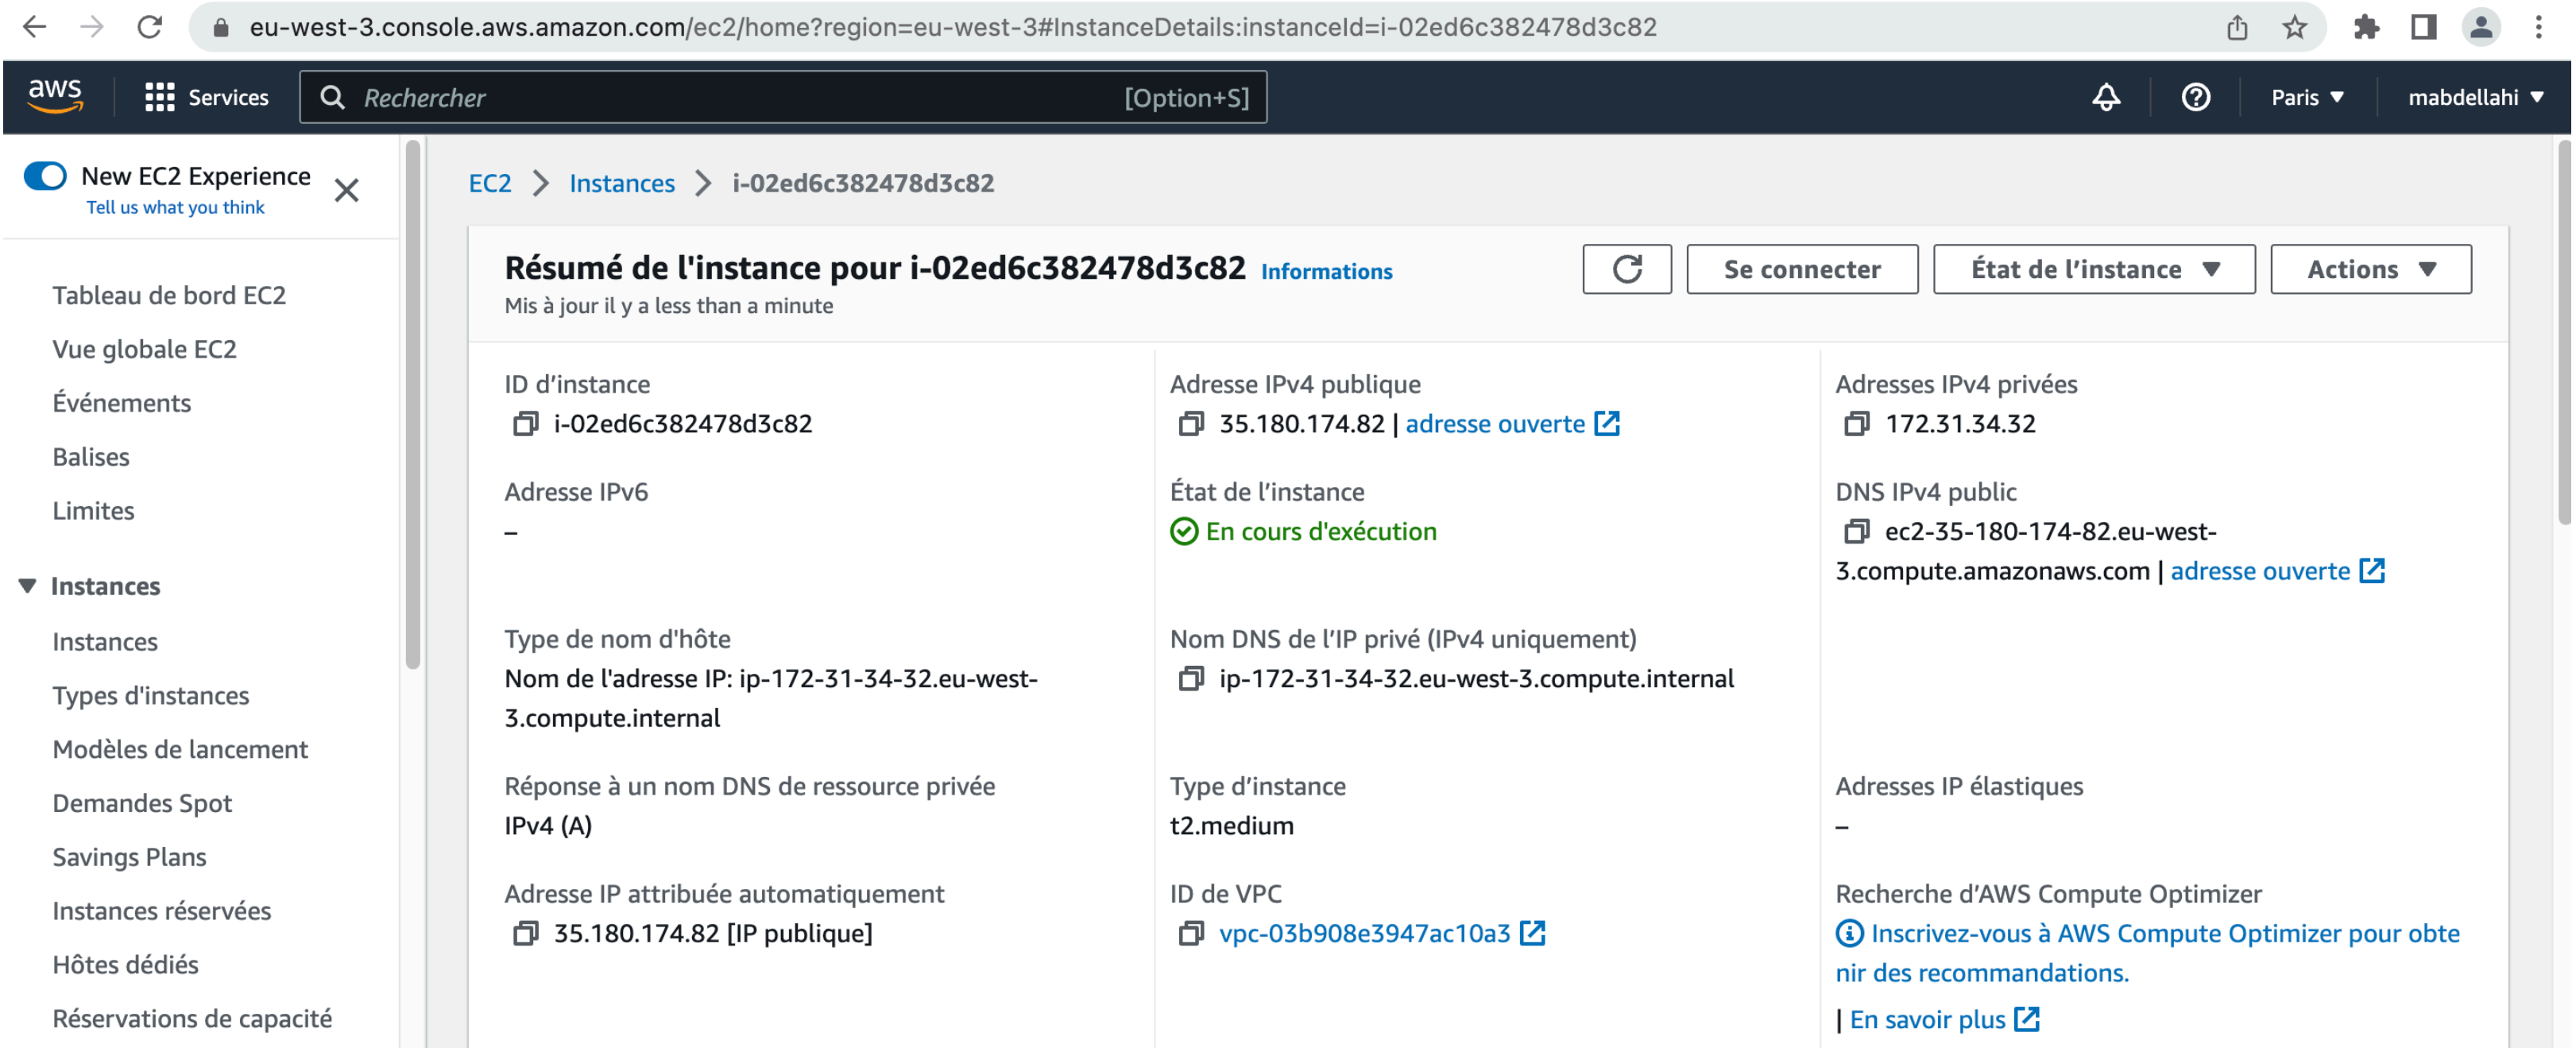 eu-west-3.console.aws.amazon.com/ec2/home?region=eu-west-3#InstanceDetails:instanceId=i-02ed6c382478d3c82
aws
Services
Rechercher
[Option+S]
Paris
mabdellahi
New EC2 Experience
Tell us what you think
Tableau de bord EC2
Vue globale EC2
Événements
Balises
Limites
Instances
Instances
Types d'instances
Modèles de lancement
Demandes Spot
Savings Plans
Instances réservées
Hôtes dédiés
Réservations de capacité
EC2 > Instances > i-02ed6c382478d3c82
Résumé de l'instance pour i-02ed6c382478d3c82 Informations
Mis à jour il y a less than a minute
Se connecter
État de l’instance
Actions
ID d’instance
i-02ed6c382478d3c82
Adresse IPv4 publique
35.180.174.82 | adresse ouverte
Adresses IPv4 privées
172.31.34.32
Adresse IPv6
–
État de l’instance
En cours d'exécution
DNS IPv4 public
ec2-35-180-174-82.eu-west-
3.compute.amazonaws.com | adresse ouverte
Type de nom d'hôte
Nom de l'adresse IP: ip-172-31-34-32.eu-west-
3.compute.internal
Nom DNS de l’IP privé (IPv4 uniquement)
ip-172-31-34-32.eu-west-3.compute.internal
Réponse à un nom DNS de ressource privée
IPv4 (A)
Type d’instance
t2.medium
Adresses IP élastiques
–
Adresse IP attribuée automatiquement
35.180.174.82 [IP publique]
ID de VPC
vpc-03b908e3947ac10a3
Recherche d’AWS Compute Optimizer
Inscrivez-vous à AWS Compute Optimizer pour obte
nir des recommandations.
| En savoir plus